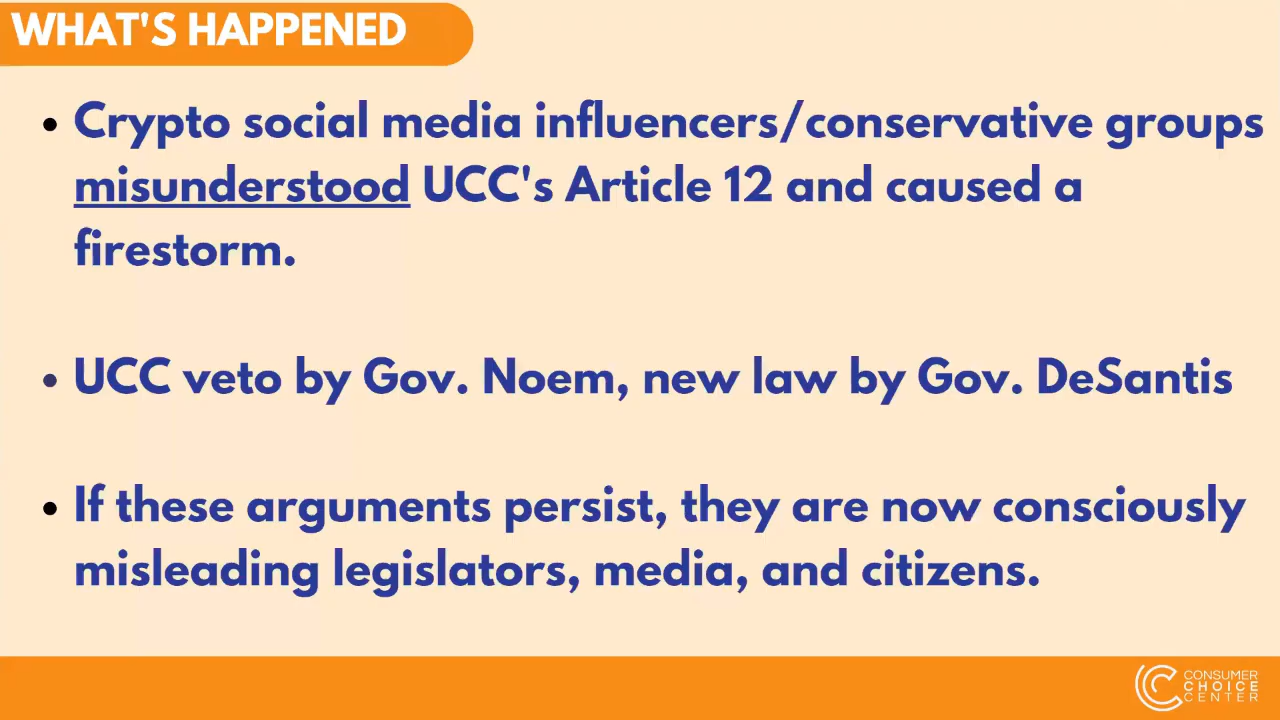 WHAT'S HAPPENED
• Crypto social media influencers/conservative groups
misunderstood UCC's Article 12 and caused a
firestorm.
• UCC veto by Gov. Noem, new law by Gov. DeSantis
• If these arguments persist, they are now consciously
misleading legislators, media, and citizens.
CONSUMER
CHOICE
CENTER